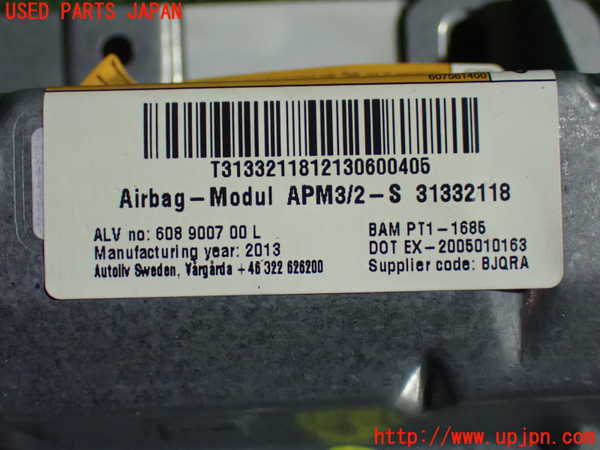 USED PARTS JAPAN
607561400
T3133211812130600405
Airbag-Modul APM3/2-S 31332118
ALV no: 608 9007 00 L
BAM PT1-1685
Manufacturing year: 2013
DOT EX-2005010163
Autoliv Sweden, Vårgårda +46 322 626200
Supplier code: BJQRA
http://www.upjpn.com/